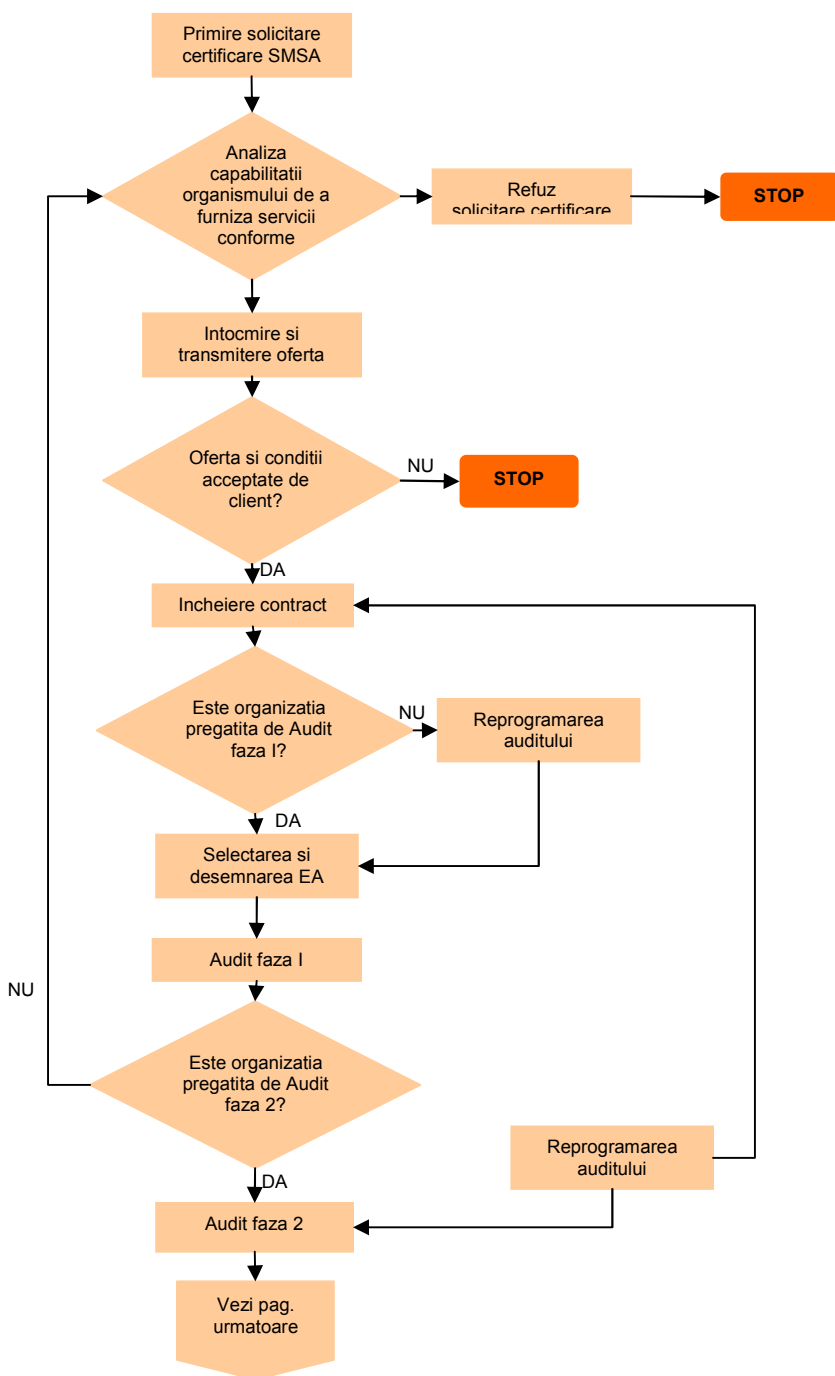 Primire solicitare
certificare SMSA
Analiza
capabilitatii
organismului de a
furniza servicii
conforme
Refuz
solicitare certificare
STOP
Intocmire si
transmitere oferta
Oferta si conditii
acceptate de
client?
NU
STOP
DA
Incheiere contract
Este organizatia
pregatita de Audit
faza I?
NU
Reprogramarea
auditului
DA
Selectarea si
desemnarea EA
Audit faza I
NU
Este organizatia
pregatita de Audit
faza 2?
Reprogramarea
auditului
DA
Audit faza 2
Vezi pag.
urmatoare